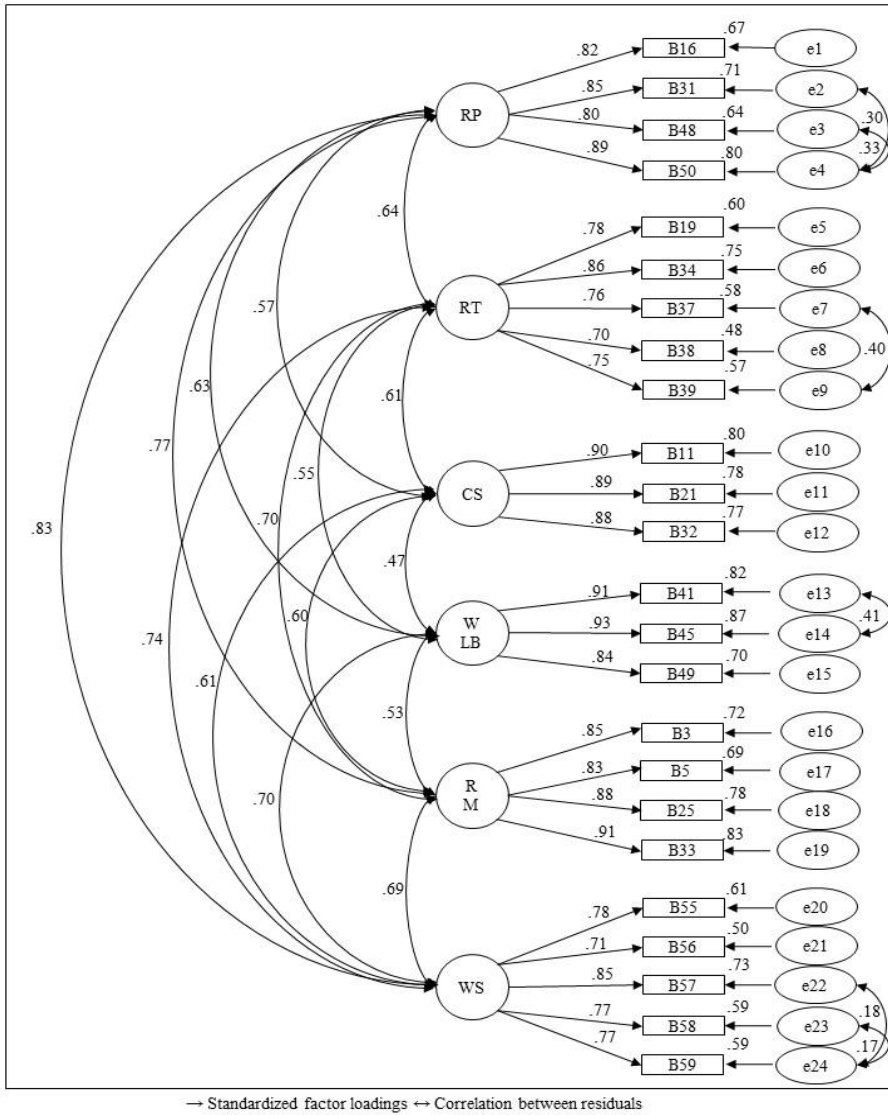 .67
.82 B16 e1
.71
.85 B31 e2
RP
.80 .64
B48 e3 .30
.89 .80 .33
B50 e4
.60
.64 .78 B19 e5
.86 .75
B34 e6
.57 RT .76 .58
B37 e7
.70 .48
B38 e8 .40
.63 .75 .57
.61 B39 e9
.77 .90 .80
B11 e10
.55 .89 .78
CS B21 e11
.70 .88 .77
B32 e12
.83 .47
.82
.91 B41 e13
W .93 .87 .41
.60 LB B45 e14
.74 .84 .70
B49 e15
.61
.53 .72
.85 B3 e16
R .83 .69
M B5 e17
.70 .88 .78
B25 e18
.91 .83
B33 e19
.69 .61
.78 B55 e20
.71 .50
B56 e21
WS .85 .73
B57 e22
.77 .59 .18
B58 e23
.77 .59 .17
B59 e24
→ Standardized factor loadings ↔ Correlation between residuals